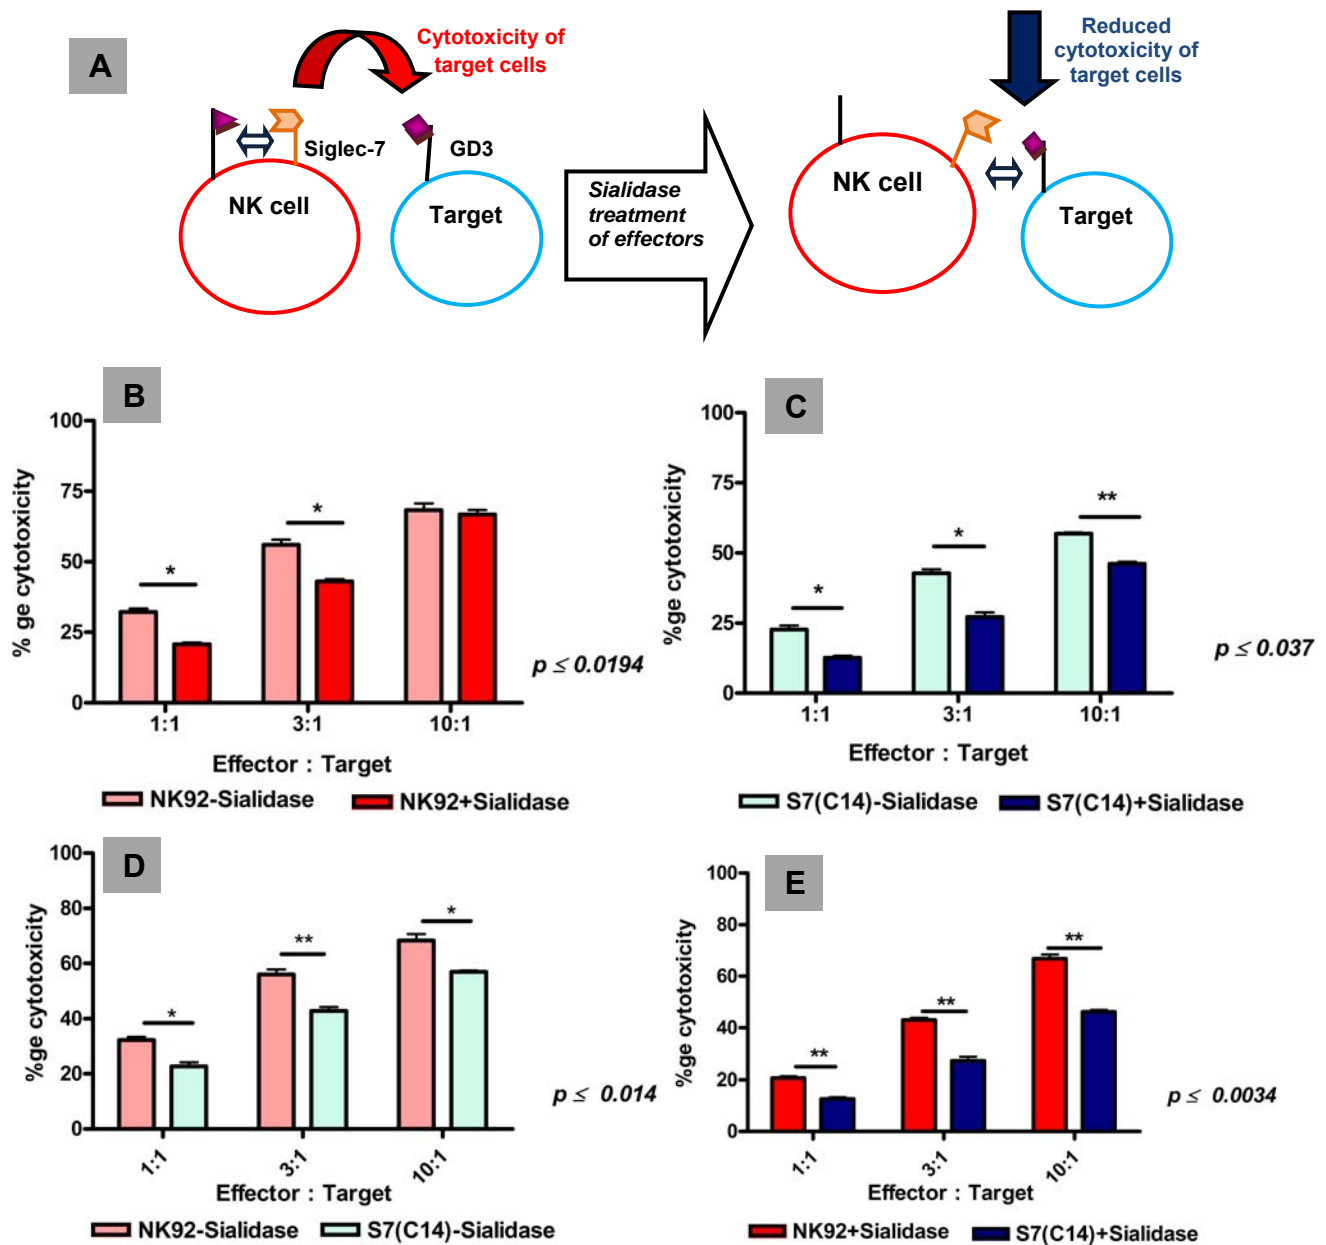 A
Cytotoxicity of
target cells
Siglec-7
GD3
NK cell
Target
Sialidase
treatment
of effectors
Reduced
cytotoxicity of
target cells
NK cell
Target
B
% ge cytotoxicity
100
75
50
25
0
*
*
1:1
3:1
10:1
p ≤ 0.0194
Effector : Target
NK92-Sialidase
NK92+Sialidase
C
%ge cytotoxicity
100
75
50
25
0
*
*
**
1:1
3:1
10:1
p ≤ 0.037
Effector : Target
S7(C14)-Sialidase
S7(C14)+Sialidase
D
%ge cytotoxicity
100
80
60
40
20
0
*
**
*
1:1
3:1
10:1
p ≤ 0.014
Effector : Target
NK92-Sialidase
S7(C14)-Sialidase
E
%ge cytotoxicity
100
80
60
40
20
0
**
**
**
1:1
3:1
10:1
p ≤ 0.0034
Effector : Target
NK92+Sialidase
S7(C14)+Sialidase